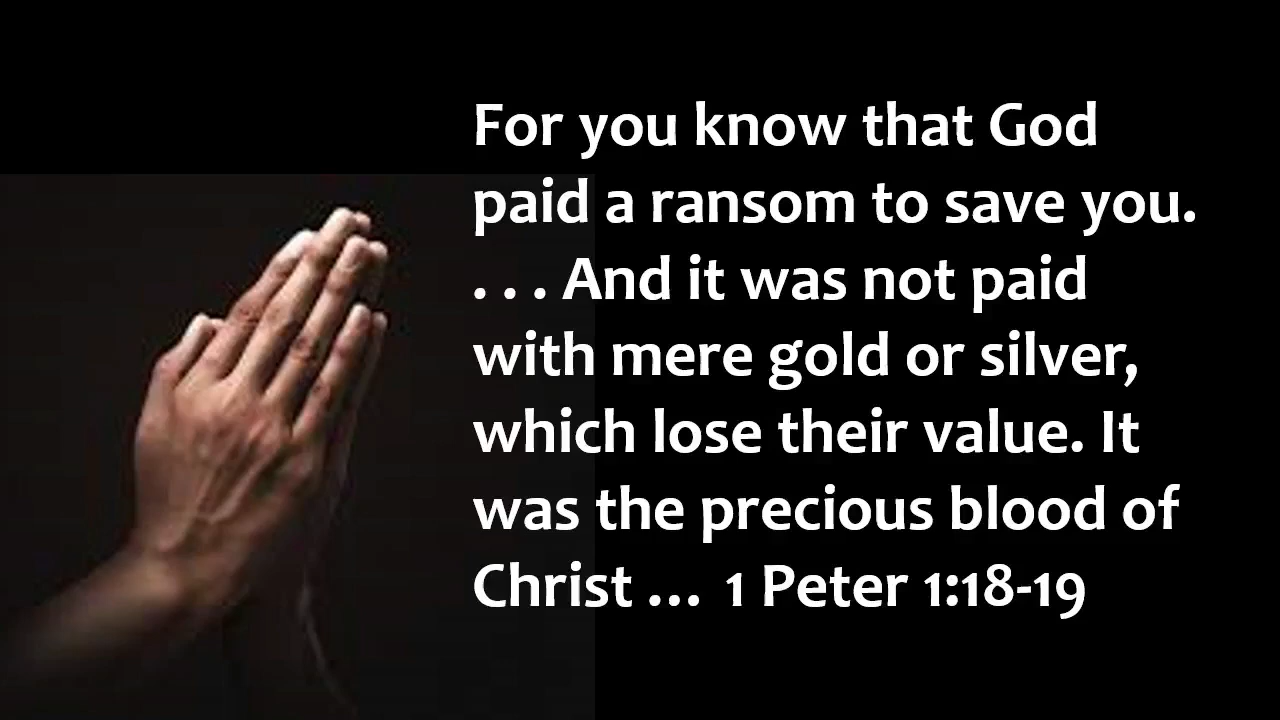 For you know that God
paid a ransom to save you.
. . . And it was not paid
with mere gold or silver,
which lose their value. It
was the precious blood of
Christ ... 1 Peter 1:18-19